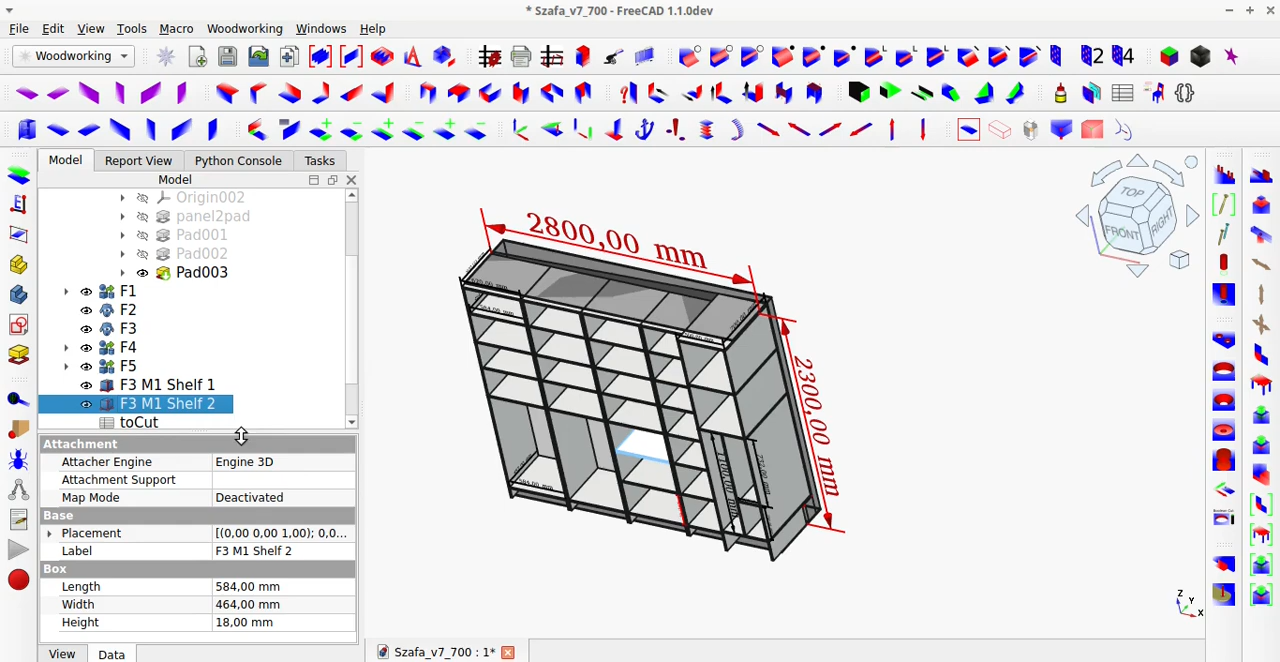 * Szafa_v7_700 - FreeCAD 1.1.0dev
File Edit View Tools Macro Woodworking Windows Help
Woodworking
2 4
Model Report View Python Console Tasks
Model
Origin002
panel2pad
Pad001
Pad002
Pad003
F1
F2
F3
F4
F5
F3 M1 Shelf 1
F3 M1 Shelf 2
toCut
Attachment
Attacher Engine Engine 3D
Attachment Support
Map Mode Deactivated
Base
Placement [(0,00 0,00 1,00); 0,0...
Label F3 M1 Shelf 2
Box
Length 584,00 mm
Width 464,00 mm
Height 18,00 mm
View Data
2800,00 mm
2300,00 mm
TOP
FRONT
RIGHT
Z
Y
X
Szafa_v7_700 : 1*